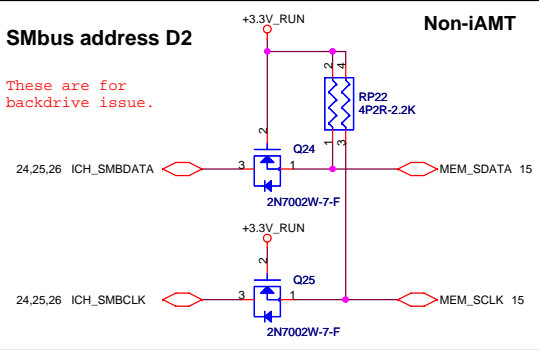 SMbus address D2
+3.3V_RUN
Non-iAMT
These are for
backdrive issue.
2
4
RP22
4P2R-2.2K
2
1
3
Q24
24,25,26 ICH_SMBDATA
3
1
MEM_SDATA 15
2N7002W-7-F
+3.3V_RUN
2
Q25
24,25,26 ICH_SMBCLK
3
1
MEM_SCLK 15
2N7002W-7-F